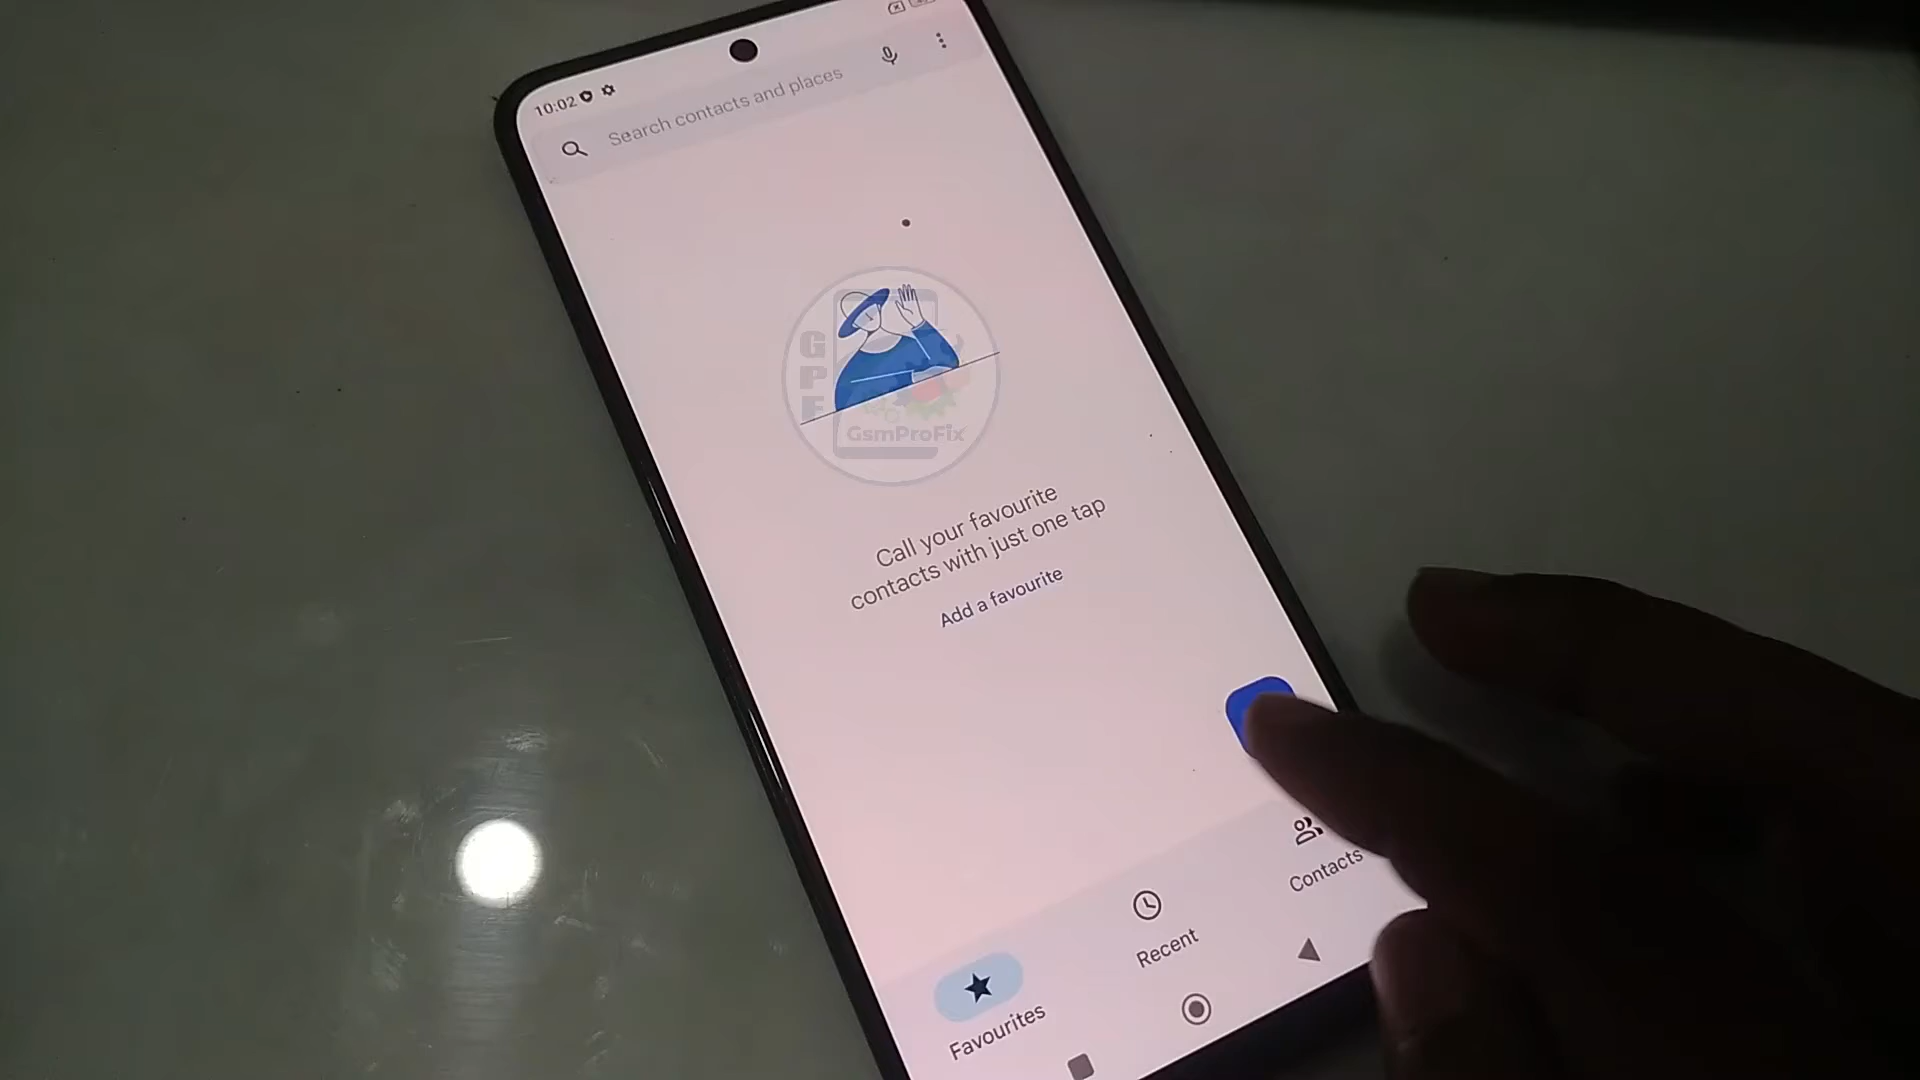 10:02
Search contacts and places
G
P
F
GsmProFix
Call your favourite
contacts with just one tap
Add a favourite
Contacts
Recent
Favourites